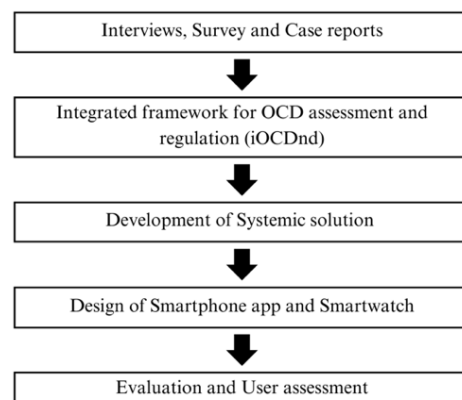 Interviews, Survey and Case reports
Integrated framework for OCD assessment and
regulation (iOCDnd)
Development of Systemic solution
Design of Smartphone app and Smartwatch
Evaluation and User assessment